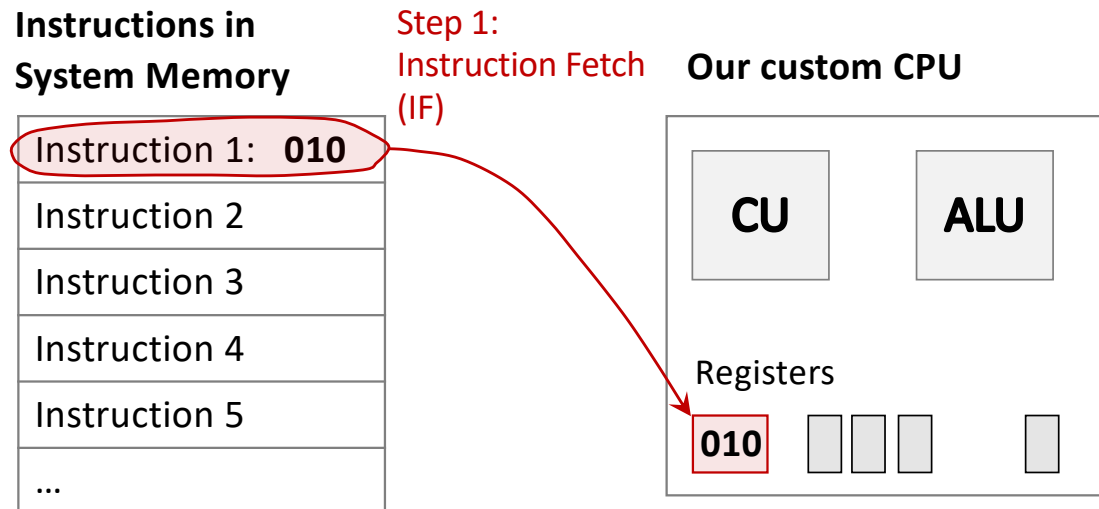 Instructions in
System Memory
Step 1:
Instruction Fetch
(IF)
Our custom CPU
Instruction 1: 010
Instruction 2
Instruction 3
Instruction 4
Instruction 5
...
CU
ALU
Registers
010